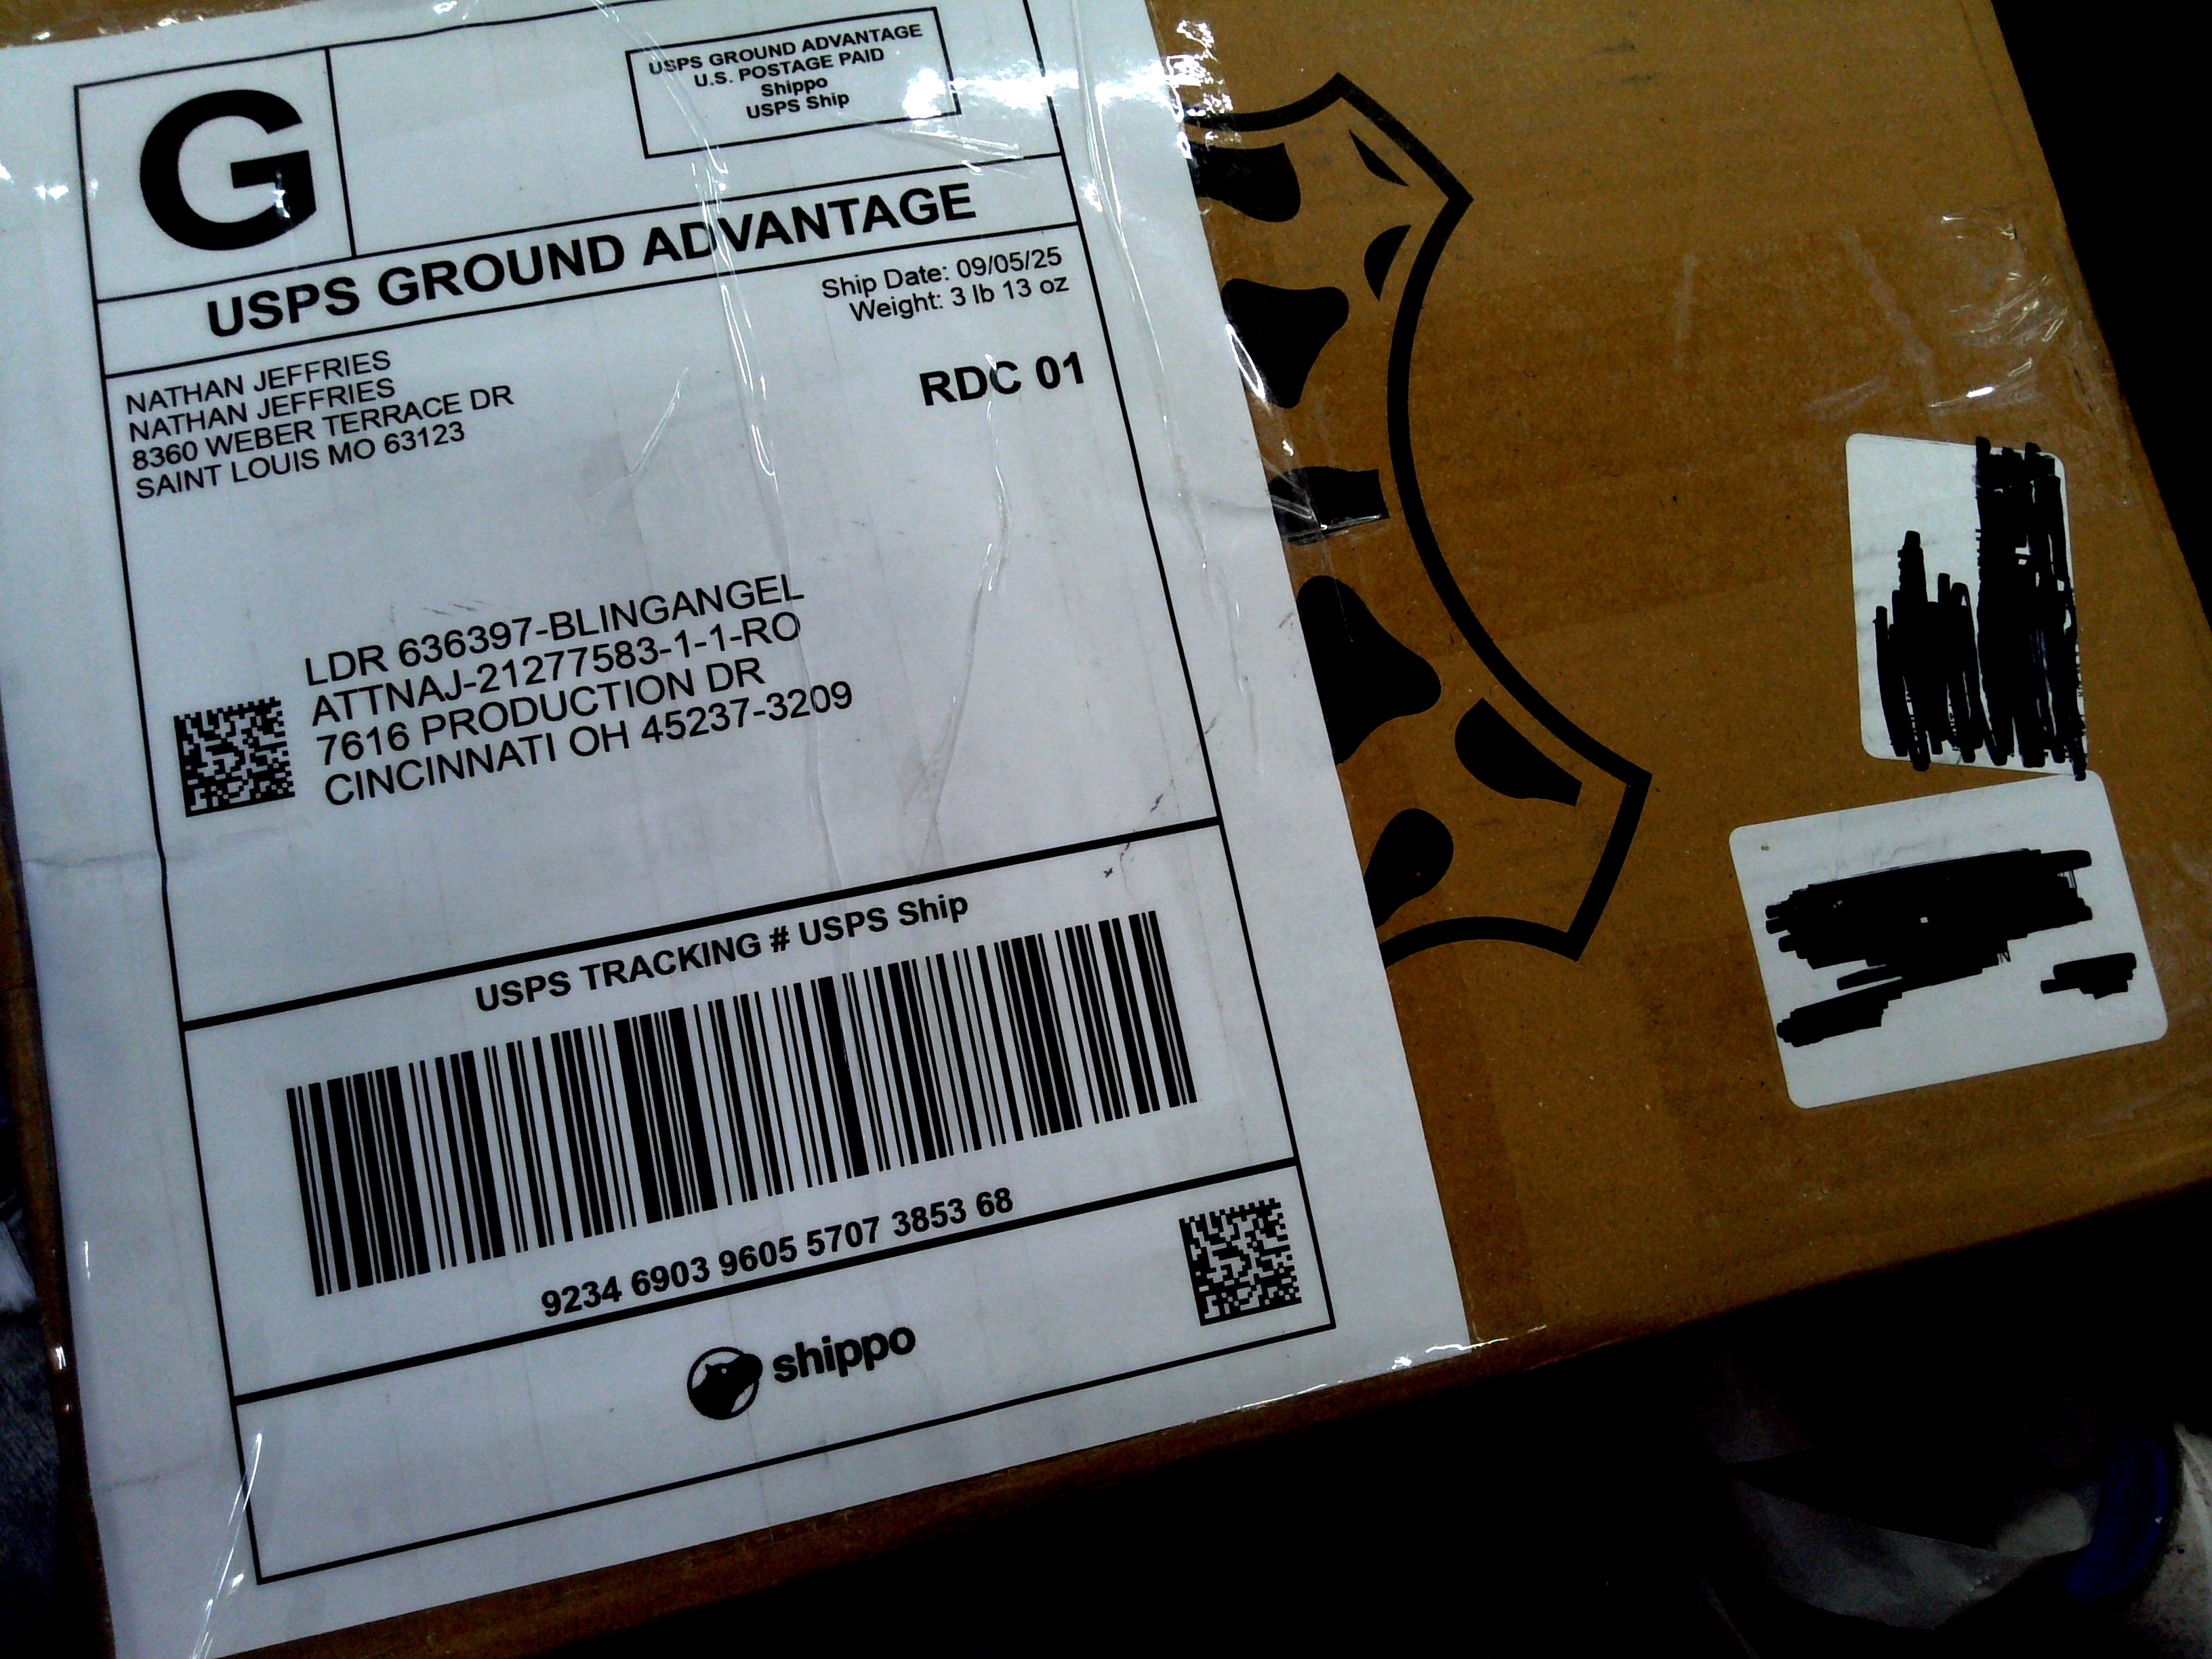 G
USPS GROUND ADVANTAGE
U.S. POSTAGE PAID
Shippo
USPS Ship
USPS GROUND ADVANTAGE
Ship Date: 09/05/25
Weight: 3 lb 13 oz
RDC 01
NATHAN JEFFRIES
NATHAN JEFFRIES
8360 WEBER TERRACE DR
SAINT LOUIS MO 63123
LDR 636397-BLINGANGEL
ATTNAJ-21277583-1-1-RO
7616 PRODUCTION DR
CINCINNATI OH 45237-3209
USPS TRACKING # USPS Ship
9234 6903 9605 5707 3853 68
shippo